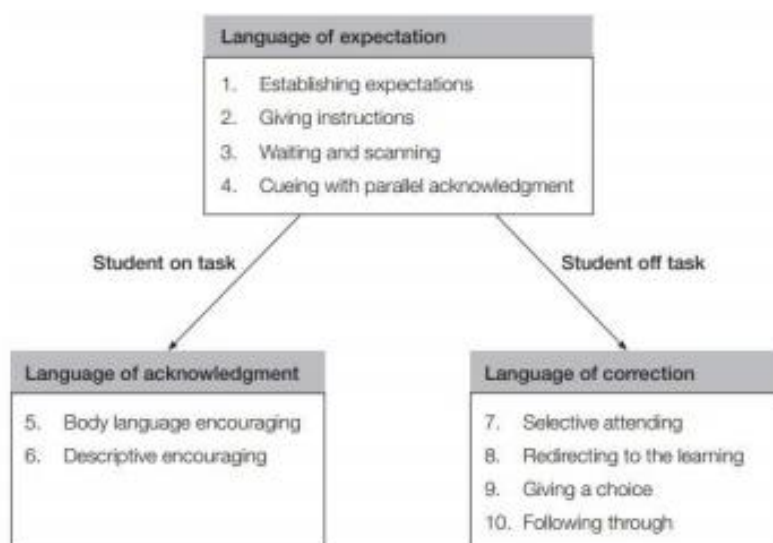 Language of expectation
1. Establishing expectations
2. Giving instructions
3. Waiting and scanning
4. Cueing with parallel acknowledgment
Student on task
Student off task
Language of acknowledgment
5. Body language encouraging
6. Descriptive encouraging
Language of correction
7. Selective attending
8. Redirecting to the learning
9. Giving a choice
10. Following through